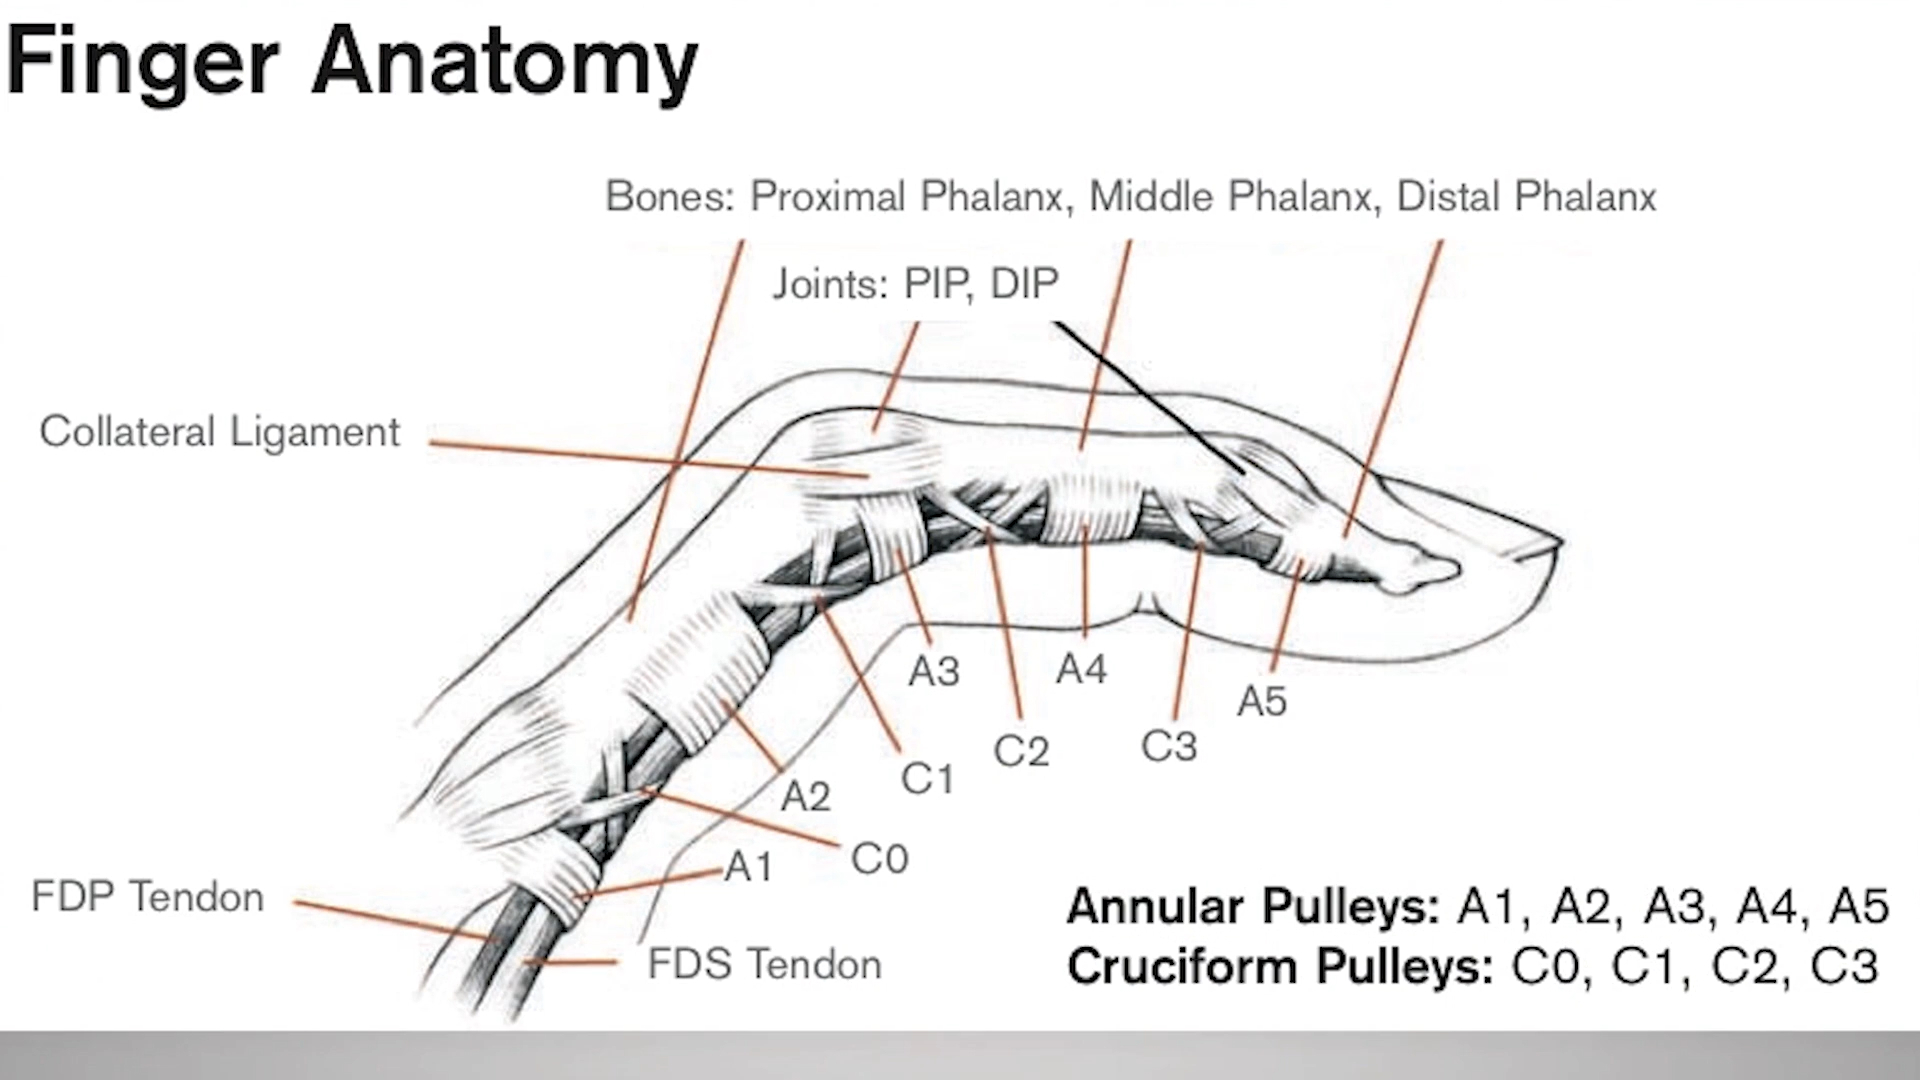 Finger Anatomy
Bones: Proximal Phalanx, Middle Phalanx, Distal Phalanx
Joints: PIP, DIP
Collateral Ligament
A3
A4
A5
C2
C3
C1
A2
C0
A1
FDP Tendon
FDS Tendon
Annular Pulleys: A1, A2, A3, A4, A5
Cruciform Pulleys: C0, C1, C2, C3